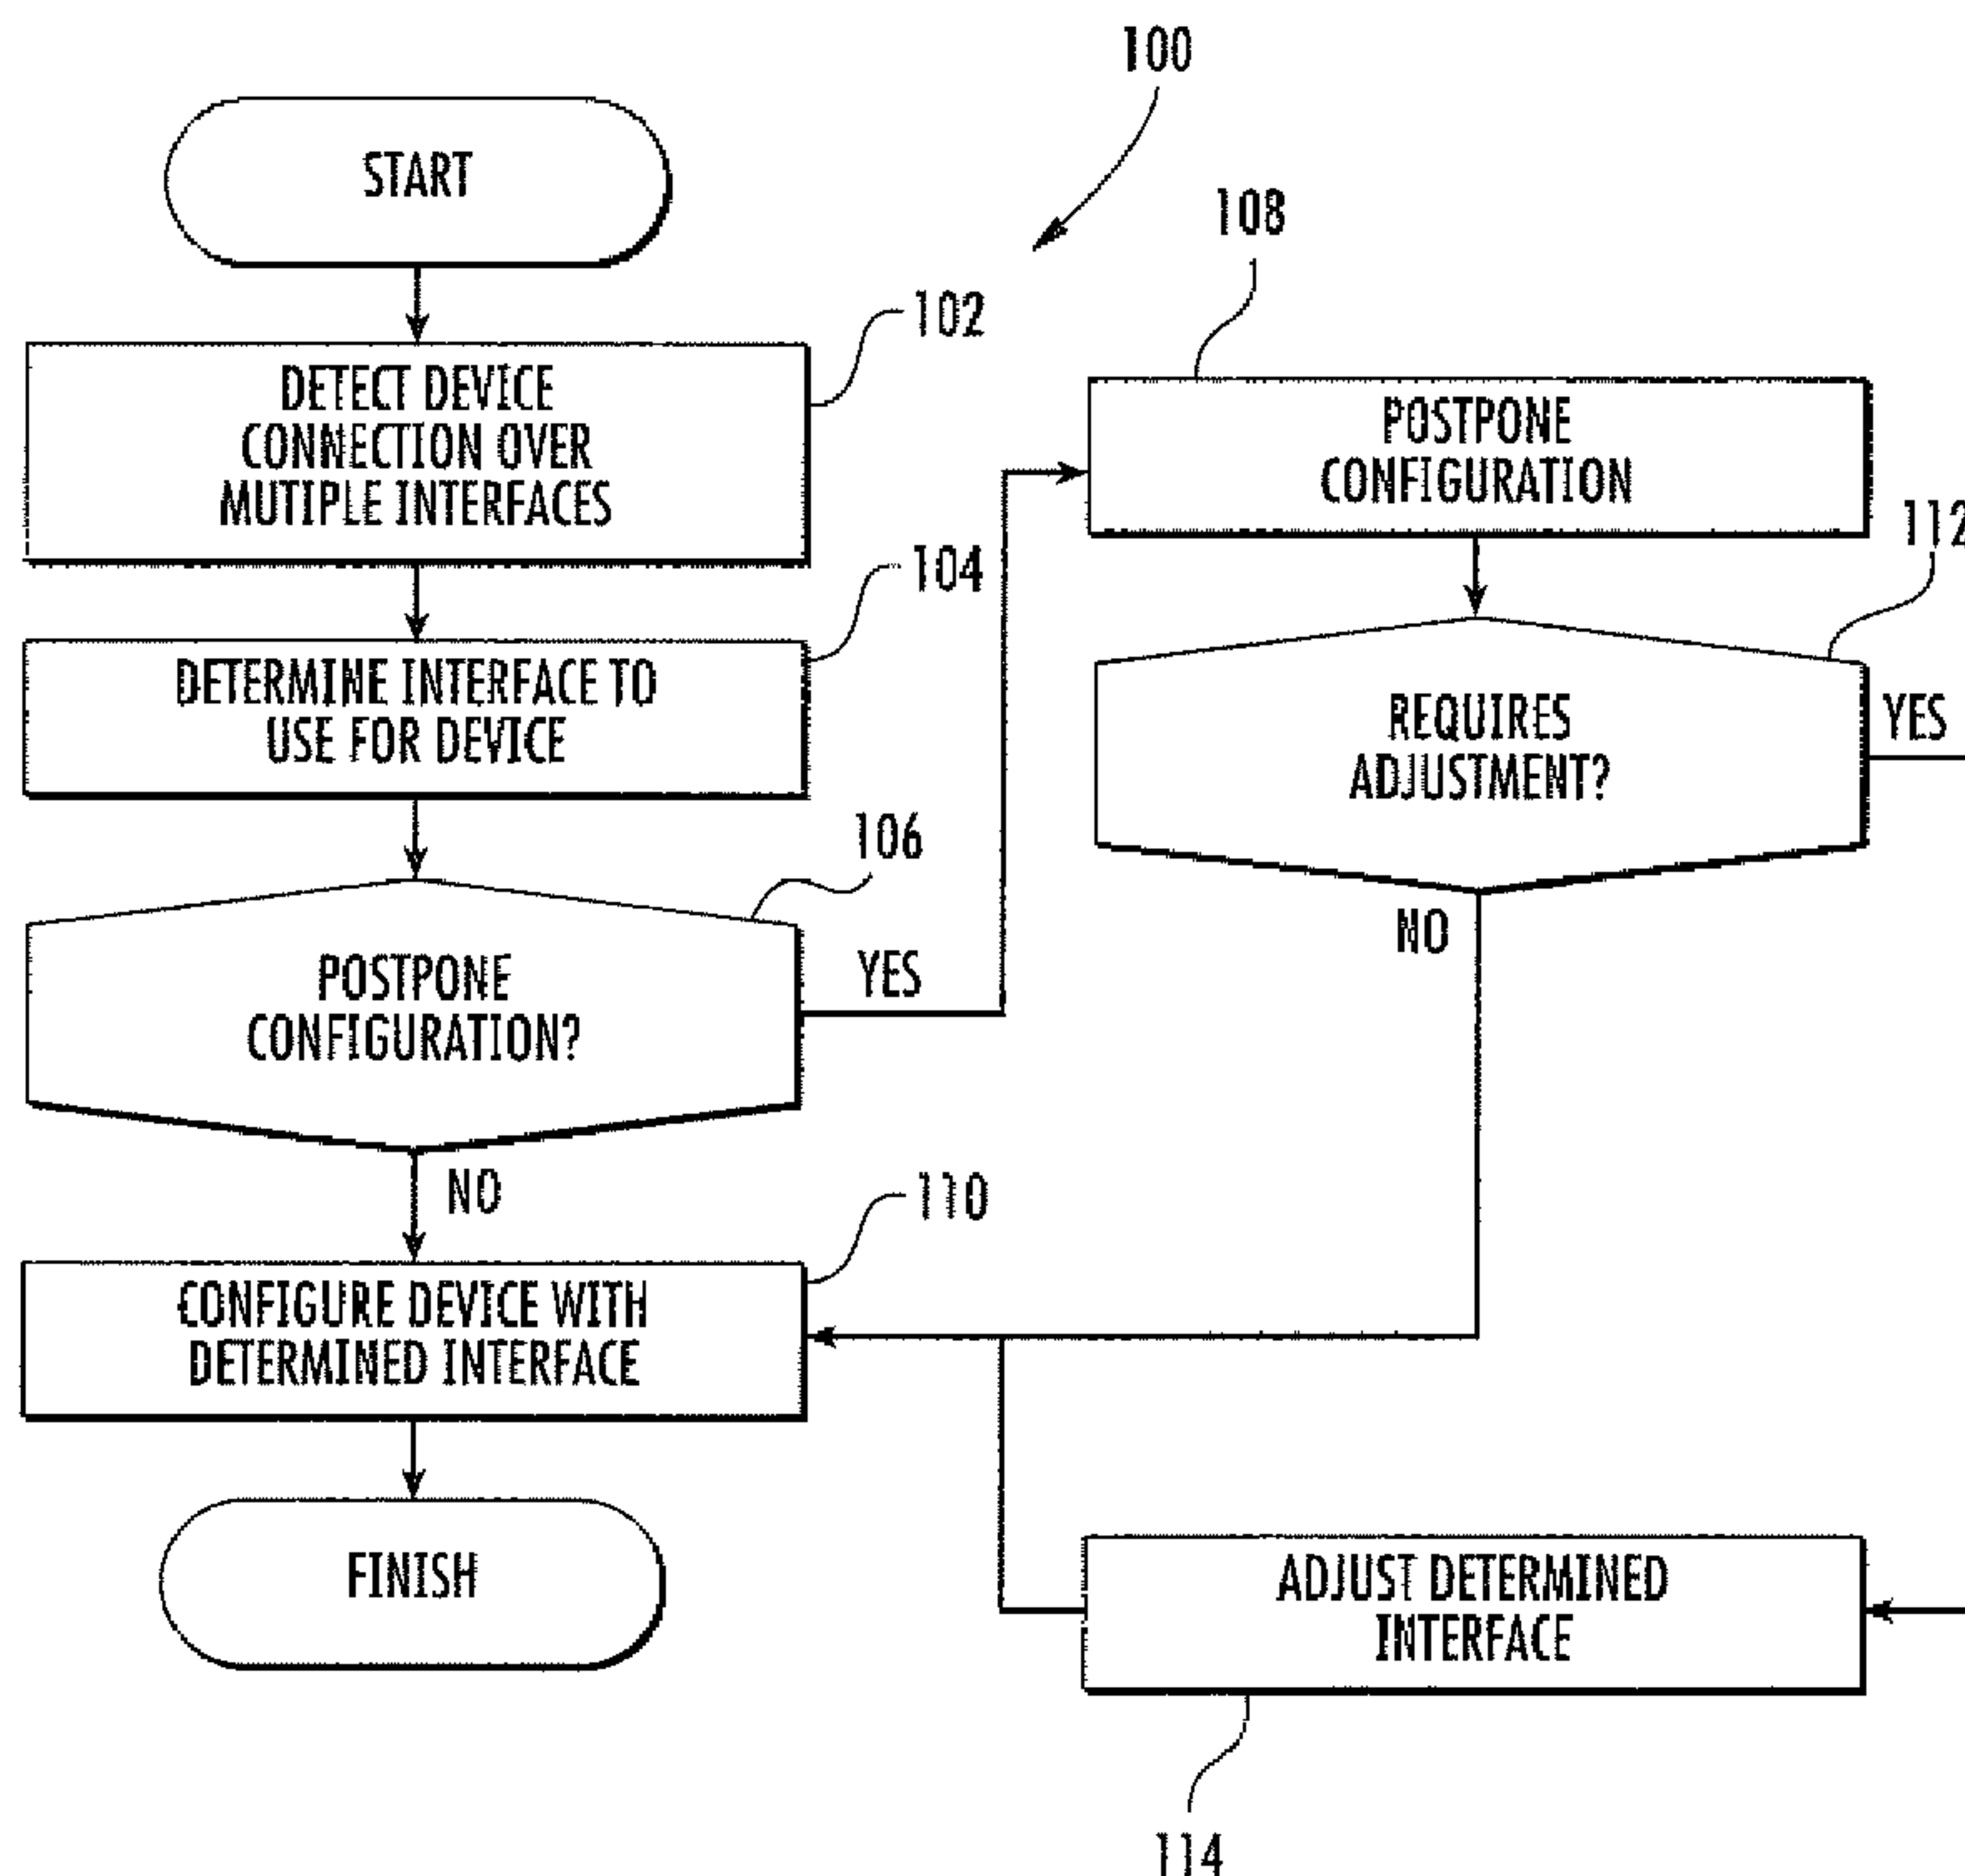 100
START
102
DETECT DEVICE
CONNECTION OVER
MUTIPLE INTERFACES
104
DETERMINE INTERFACE TO
USE FOR DEVICE
106
POSTPONE
CONFIGURATION?
YES
NO
108
POSTPONE
CONFIGURATION
112
REQUIRES
ADJUSTMENT?
YES
NO
110
CONFIGURE DEVICE WITH
DETERMINED INTERFACE
FINISH
ADJUST DETERMINED
INTERFACE
114